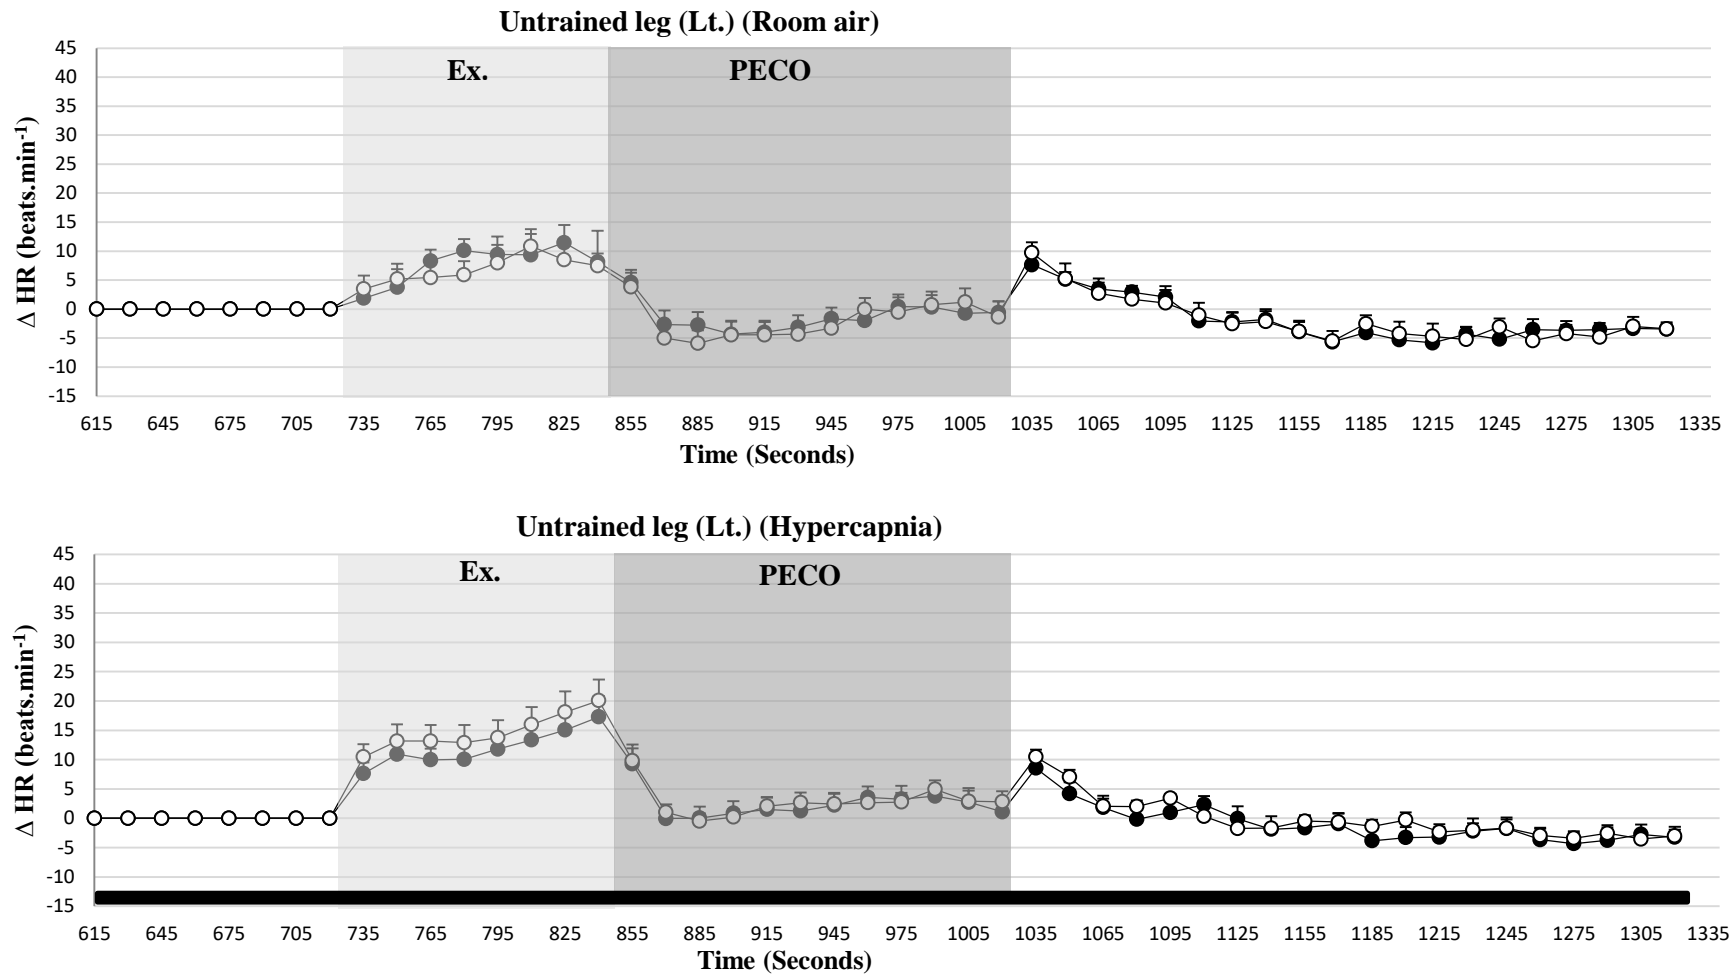 Untrained leg (Lt.) (Room air)
45
40
35
30
25
20
15
10
5
0
-5
-10
-15
Δ HR (beats.min-1)
Ex.
PECO
615 645 675 705 735 765 795 825 855 885 915 945 975 1005 1035 1065 1095 1125 1155 1185 1215 1245 1275 1305 1335
Time (Seconds)
Untrained leg (Lt.) (Hypercapnia)
45
40
35
30
25
20
15
10
5
0
-5
-10
-15
Δ HR (beats.min-1)
Ex.
PECO
615 645 675 705 735 765 795 825 855 885 915 945 975 1005 1035 1065 1095 1125 1155 1185 1215 1245 1275 1305 1335
Time (Seconds)